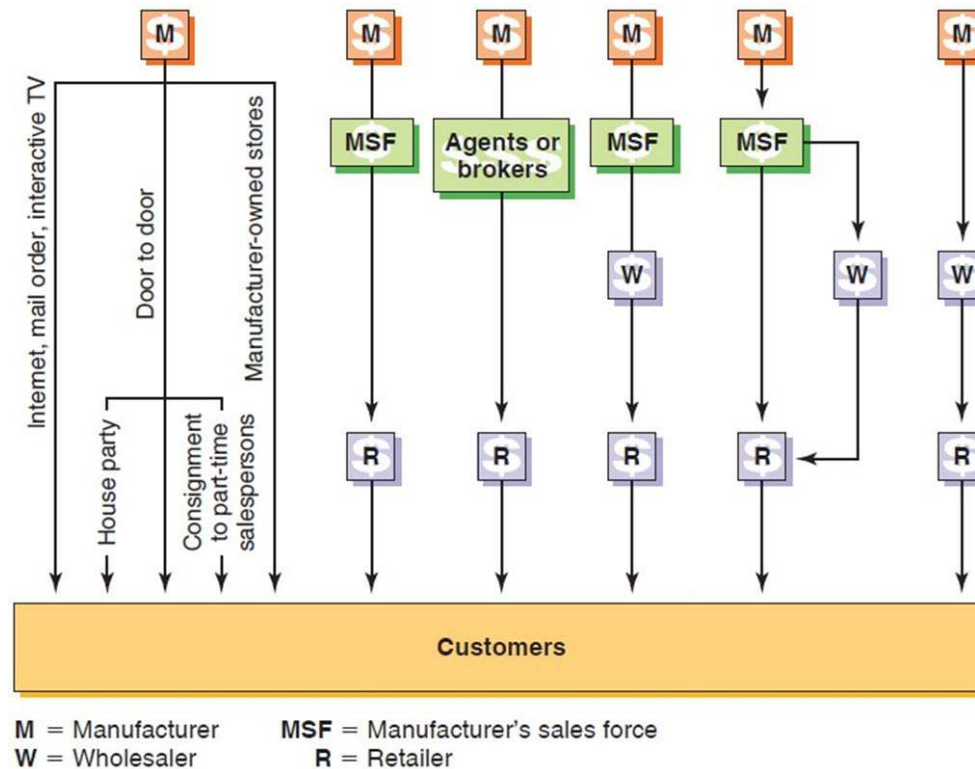 M
M
M
M
M
M
MSF
Agents or
brokers
MSF
MSF
Internet, mail order, interactive TV
Door to door
Manufacturer-owned stores
W
W
W
House party
Consignment
to part-time
salespersons
R
R
R
R
R
Customers
M = Manufacturer
MSF = Manufacturer's sales force
W = Wholesaler
R = Retailer